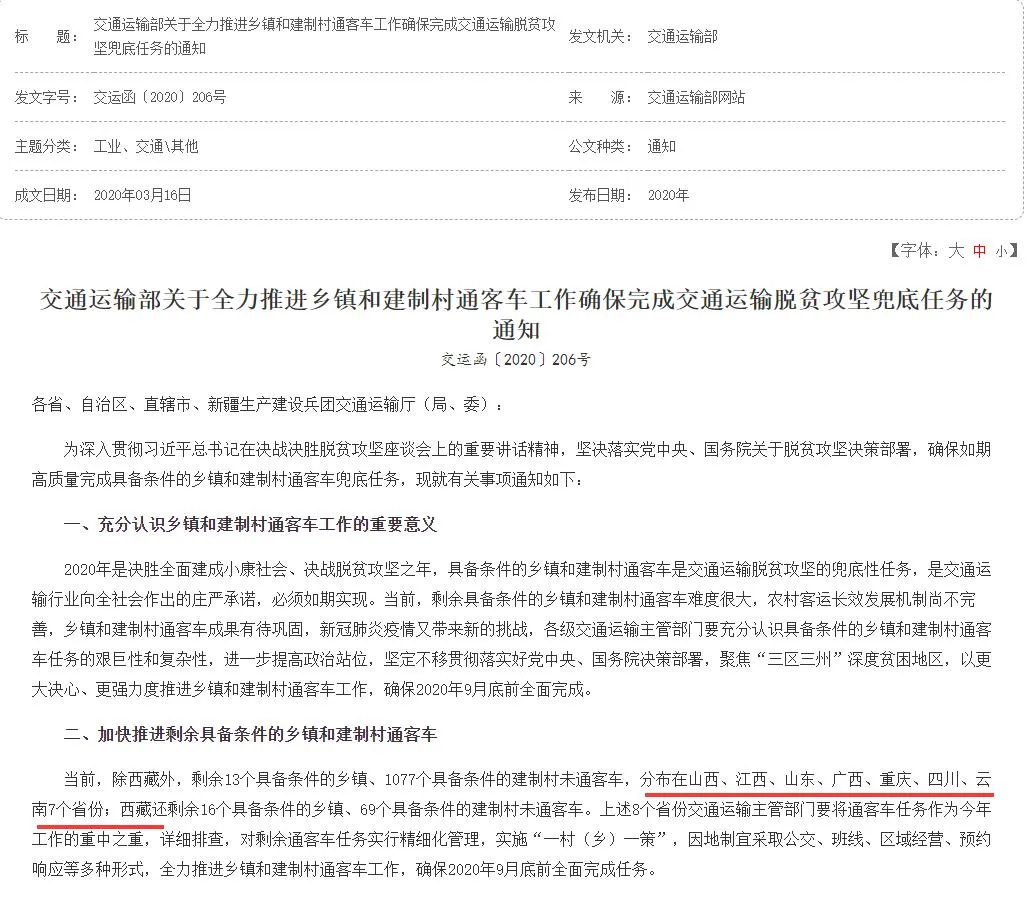 标　　题： 交通运输部关于全力推进乡镇和建制村通客车工作确保完成交通运输脱贫攻
坚兜底任务的通知
发文机关： 交通运输部
发文字号： 交运函〔2020〕206号
来　　源： 交通运输部网站
主题分类： 工业、交通\其他
公文种类： 通知
成文日期： 2020年03月16日
发布日期： 2020年
【字体：大 中 小】
交通运输部关于全力推进乡镇和建制村通客车工作确保完成交通运输脱贫攻坚兜底任务的
通知
交运函〔2020〕206号
各省、自治区、直辖市、新疆生产建设兵团交通运输厅（局、委）：
为深入贯彻习近平总书记在决战决胜脱贫攻坚座谈会上的重要讲话精神，坚决落实党中央、国务院关于脱贫攻坚决策部署，确保如期
高质量完成具备条件的乡镇和建制村通客车兜底任务，现就有关事项通知如下：
一、充分认识乡镇和建制村通客车工作的重要意义
2020年是决胜全面建成小康社会、决战脱贫攻坚之年，具备条件的乡镇和建制村通客车是交通运输脱贫攻坚的兜底性任务，是交通运
输行业向全社会作出的庄严承诺，必须如期实现。当前，剩余具备条件的乡镇和建制村通客车难度很大，农村客运长效发展机制尚不完
善，乡镇和建制村通客车成果有待巩固，新冠肺炎疫情又带来新的挑战，各级交通运输主管部门要充分认识具备条件的乡镇和建制村通客
车任务的艰巨性和复杂性，进一步提高政治站位，坚定不移贯彻落实好党中央、国务院决策部署，聚焦“三区三州”深度贫困地区，以更
大决心、更强力度推进乡镇和建制村通客车工作，确保2020年9月底前全面完成。
二、加快推进剩余具备条件的乡镇和建制村通客车
当前，除西藏外，剩余13个具备条件的乡镇、1077个具备条件的建制村未通客车，分布在山西、江西、山东、广西、重庆、四川、云
南7个省份；西藏还剩余16个具备条件的乡镇、69个具备条件的建制村未通客车。上述8个省份交通运输主管部门要将通客车任务作为今年
工作的重中之重，详细排查，对剩余通客车任务实行精细化管理，实施“一村（乡）一策”，因地制宜采取公交、班线、区域经营、预约
响应等多种形式，全力推进乡镇和建制村通客车工作，确保2020年9月底前全面完成任务。